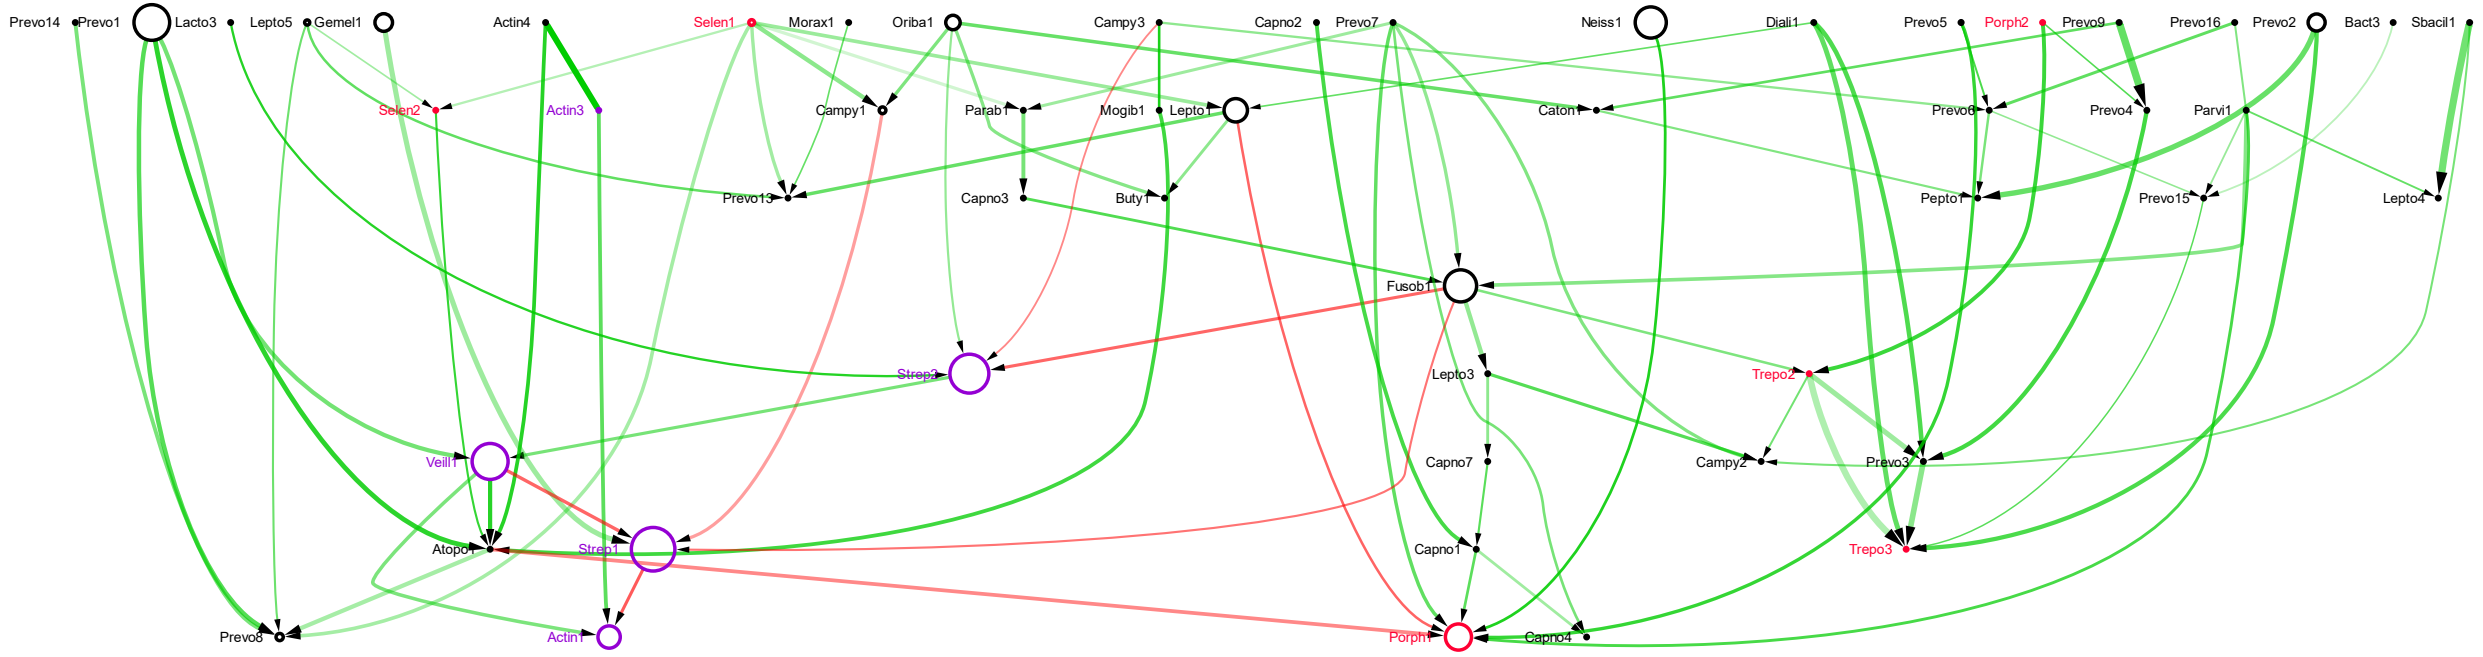 Prevo14 Prevo1 Lacto3 Lepto5 Gemel1 Actin4 Selen1 Morax1 Oriba1 Campy3 Capno2 Prevo7 Neiss1 Diali1 Prevo5 Porph2 Prevo9 Prevo16 Prevo2 Bact3 Sbacil1
Selen2 Actin3 Campy1 Parab1 Mogib1 Lepto1 Caton1 Prevo6 Prevo4 Parvi1
Prevo13 Capno3 Buty1 Pepto1 Prevo15 Lepto4
Fusob1
Strep2 Lepto3 Trepo2
Veill1 Capno7 Campy2 Prevo3
Atopo1 Strep1 Capno1 Trepo3
Prevo8 Actin1 Porph1 Capno4